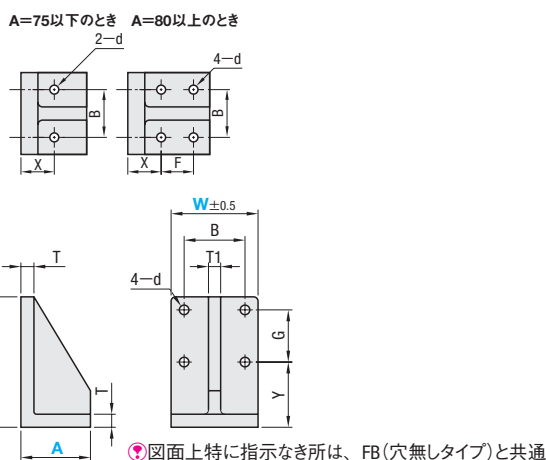 A=75以下のとき A=80以上のとき
2－d
4－d
B
B
X
X
F
W±0.5
B
T
T1
4－d
G
T
Y
A
図面上特に指示なき所は、FB(穴無しタイプ)と共通